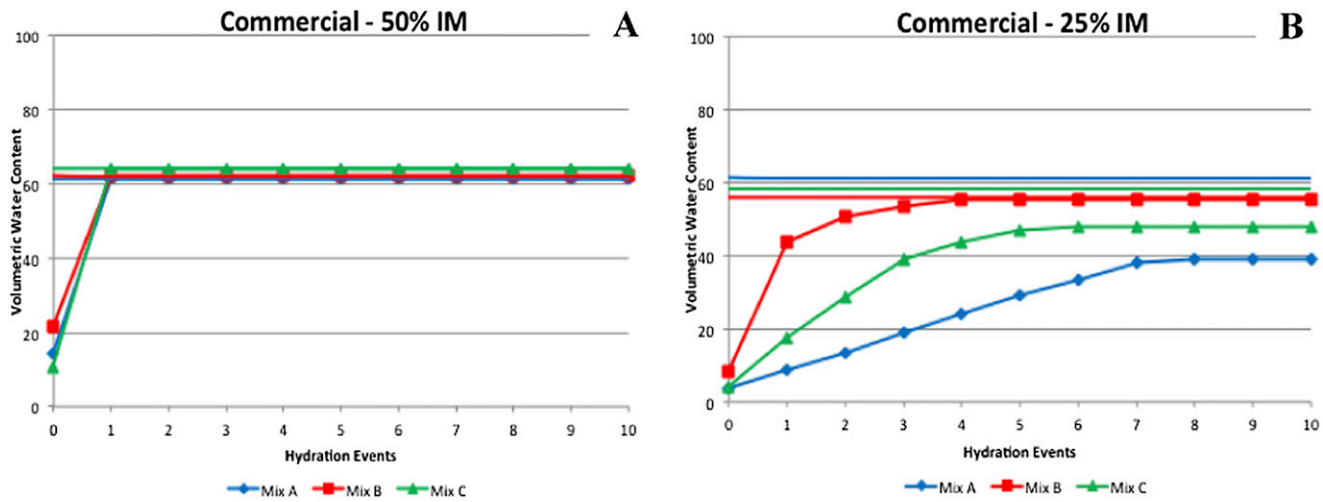 Commercial - 50% IM
A
100
80
60
40
20
0
Volumetric Water Content
0 1 2 3 4 5 6 7 8 9 10
Hydration Events
Mix A Mix B Mix C
Commercial - 25% IM
B
100
80
60
40
20
0
Volumetric Water Content
0 1 2 3 4 5 6 7 8 9 10
Hydration Events
Mix A Mix B Mix C